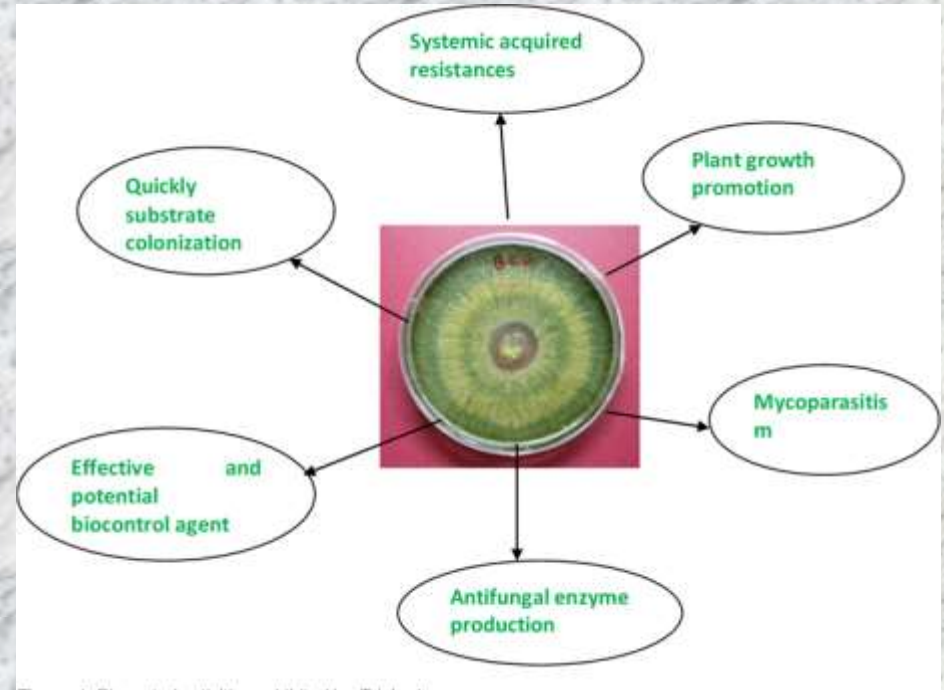 Systemic acquired
resistances
Plant growth
promotion
Quickly
substrate
colonization
Mycoparasitis
m
Effective and
potential
biocontrol agent
Antifungal enzyme
production